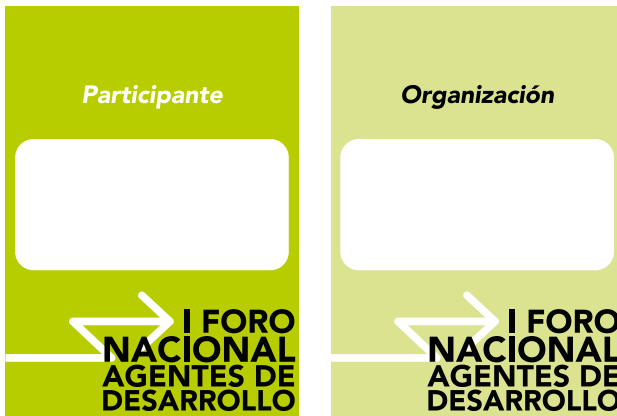 Participante
I FORO
NACIONAL
AGENTES DE
DESARROLLO
Organización
I FORO
NACIONAL
AGENTES DE
DESARROLLO